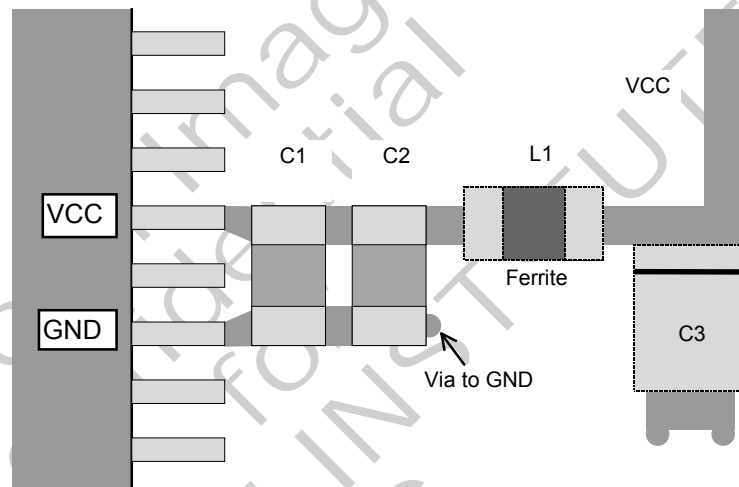 VCC
C1
C2
L1
VCC
Ferrite
GND
C3
Via to GND